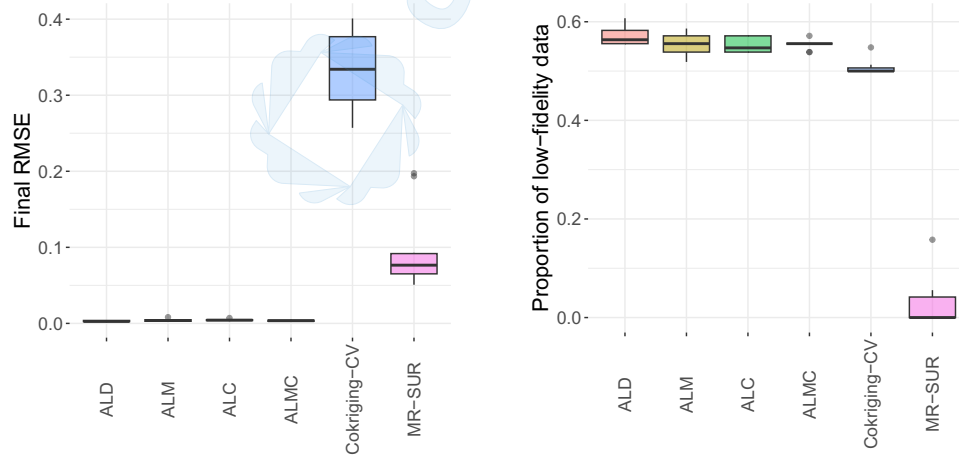 Final RMSE
0.4
0.3
0.2
0.1
0.0
ALD
ALM
ALC
ALMC
Cokriging−CV
MR−SUR
Proportion of low−fidelity data
0.6
0.4
0.2
0.0
ALD
ALM
ALC
ALMC
Cokriging−CV
MR−SUR